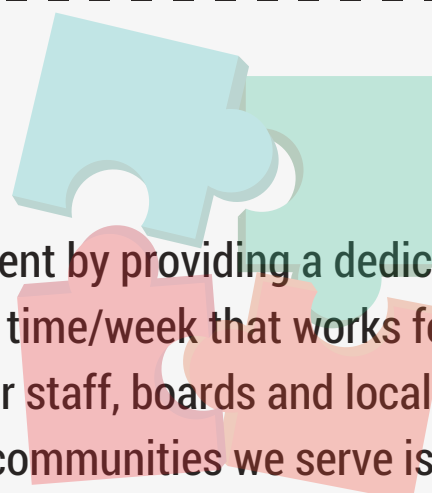 ent by providing a dedic
time/week that works fo
r staff, boards and local
communities we serve is